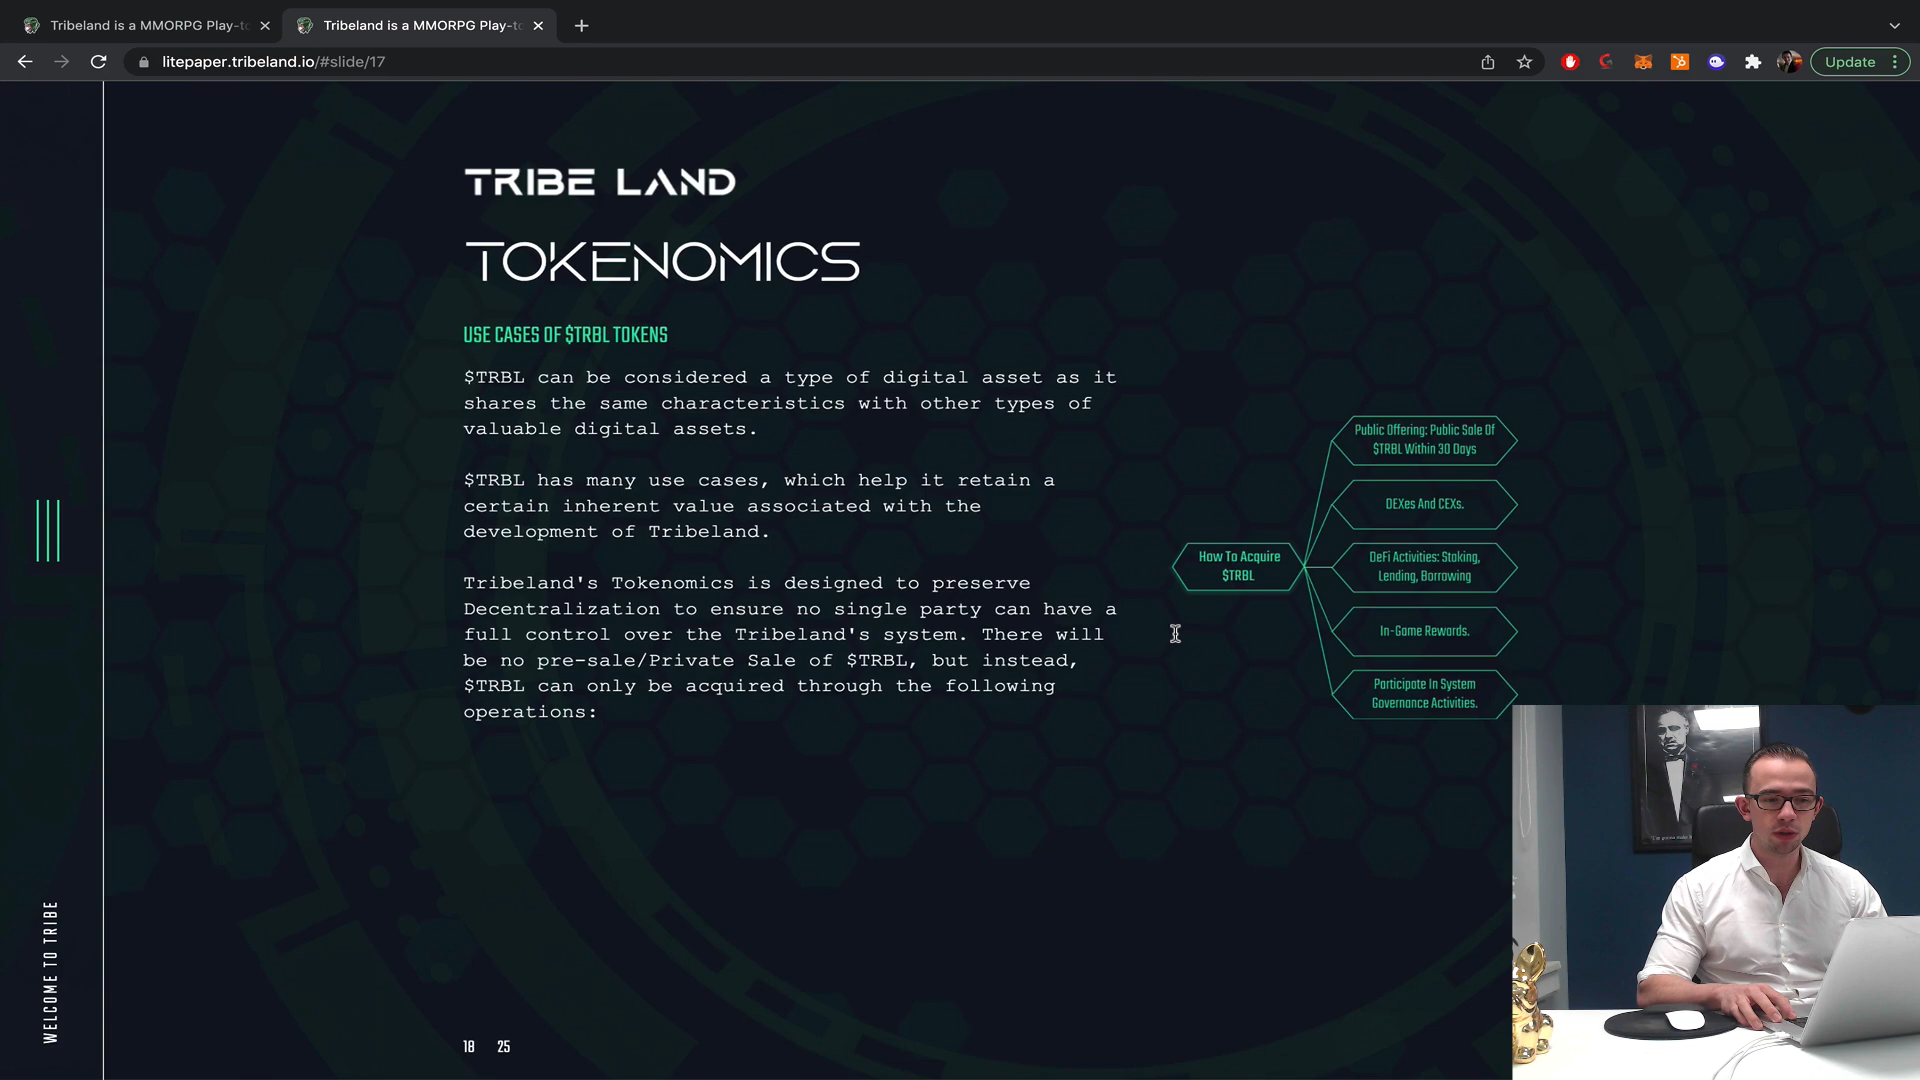 Tribeland is a MMORPG Play-to
Tribeland is a MMORPG Play-to
litepaper.tribeland.io/#slide/17
Update
TRIBE LAND
TOKENOMICS
USE CASES OF $TRBL TOKENS
$TRBL can be considered a type of digital asset as it
shares the same characteristics with other types of
valuable digital assets.
$TRBL has many use cases, which help it retain a
certain inherent value associated with the
development of Tribeland.
Tribeland's Tokenomics is designed to preserve
Decentralization to ensure no single party can have a
full control over the Tribeland's system. There will
be no pre-sale/Private Sale of $TRBL, but instead,
$TRBL can only be acquired through the following
operations:
How To Acquire
$TRBL
Public Offering: Public Sale Of
$TRBL Within 30 Days
DEXes And CEXs.
DeFi Activities: Staking,
Lending, Borrowing
In-Game Rewards.
Participate In System
Governance Activities.
WELCOME TO TRIBE
18 25